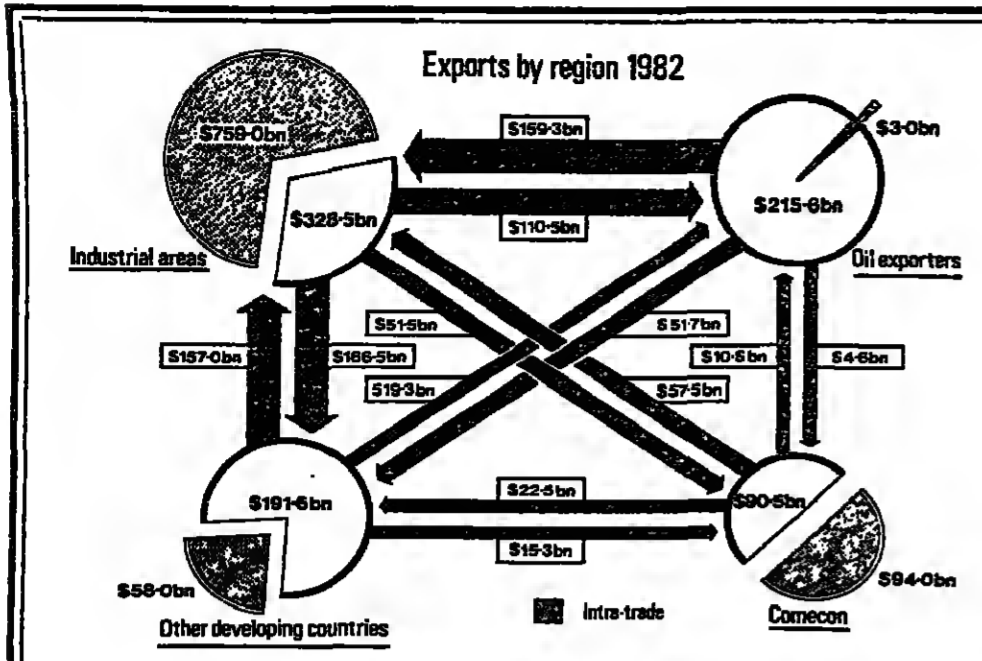 Exports by region 1982
$759·0bn
$159·3bn
$3·0bn
$328·5bn
$110·5bn
$215·6bn
Industrial areas
Oil exporters
$51·5bn
$51·7bn
$157·0bn
$166·5bn
$10·5bn
$4·6bn
$19·3bn
$57·5bn
$191·6bn
$22·5bn
$90·5bn
$15·3bn
$58·0bn
$94·0bn
Intra-trade
Other developing countries
Comecon